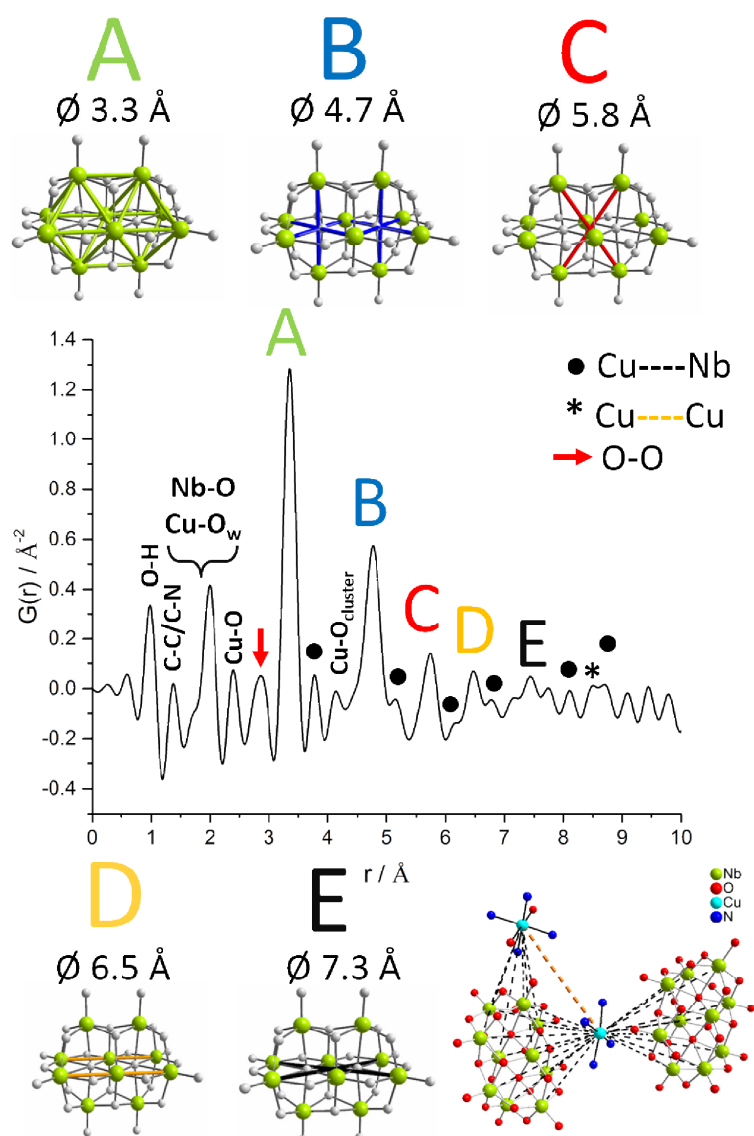 A B C
Ø 3.3 Å Ø 4.7 Å Ø 5.8 Å
A
Cu----Nb
* Cu----Cu
O-O
Nb-O
Cu-Ow
B
O-H
C-C/C-N
Cu-O
Cu-Ocluster
C
D
E
*
G(r) / Å-2
1.4
1.2
1.0
0.8
0.6
0.4
0.2
0.0
-0.2
-0.4
0 1 2 3 4 5 6 7 8 9 10
r / Å
D E
Ø 6.5 Å Ø 7.3 Å
Nb
O
Cu
N